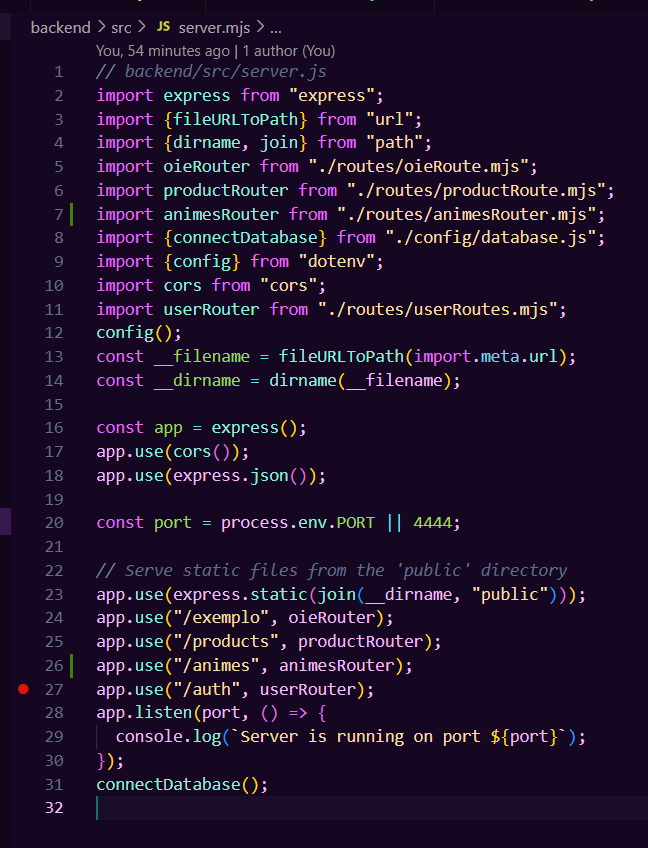 backend > src > JS server.mjs > ...
You, 54 minutes ago | 1 author (You)
1 // backend/src/server.js
2 import express from "express";
3 import {fileURLToPath} from "url";
4 import {dirname, join} from "path";
5 import oieRouter from "./routes/oieRoute.mjs";
6 import productRouter from "./routes/productRoute.mjs";
7 import animesRouter from "./routes/animesRouter.mjs";
8 import {connectDatabase} from "./config/database.js";
9 import {config} from "dotenv";
10 import cors from "cors";
11 import userRouter from "./routes/userRoutes.mjs";
12 config();
13 const __filename = fileURLToPath(import.meta.url);
14 const __dirname = dirname(__filename);
15
16 const app = express();
17 app.use(cors());
18 app.use(express.json());
19
20 const port = process.env.PORT || 4444;
21
22 // Serve static files from the 'public' directory
23 app.use(express.static(join(__dirname, "public")));
24 app.use("/exemplo", oieRouter);
25 app.use("/products", productRouter);
26 app.use("/animes", animesRouter);
27 app.use("/auth", userRouter);
28 app.listen(port, () => {
29 console.log(`Server is running on port ${port}`);
30 });
31 connectDatabase();
32